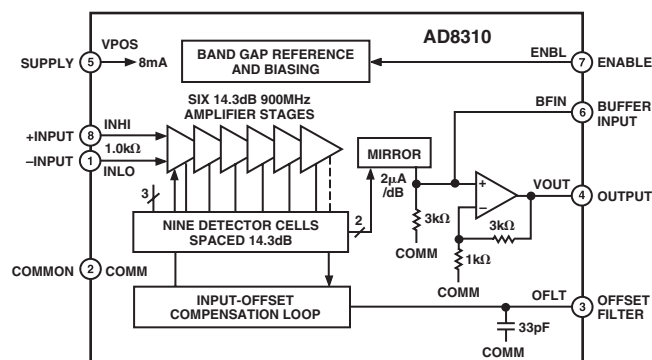 AD8310
VPOS
SUPPLY 5 8mA
BAND GAP REFERENCE
AND BIASING
ENBL
7 ENABLE
SIX 14.3dB 900MHz
AMPLIFIER STAGES
BFIN
6 BUFFER
INPUT
+INPUT 8 INHI
1.0kΩ
–INPUT 1 INLO
MIRROR
2μA
/dB
3kΩ
COMM
+
–
VOUT
4 OUTPUT
3kΩ
1kΩ
COMM
3
NINE DETECTOR CELLS
SPACED 14.3dB
2
COMMON 2 COMM
INPUT-OFFSET
COMPENSATION LOOP
OFLT
3 OFFSET
FILTER
33pF
COMM